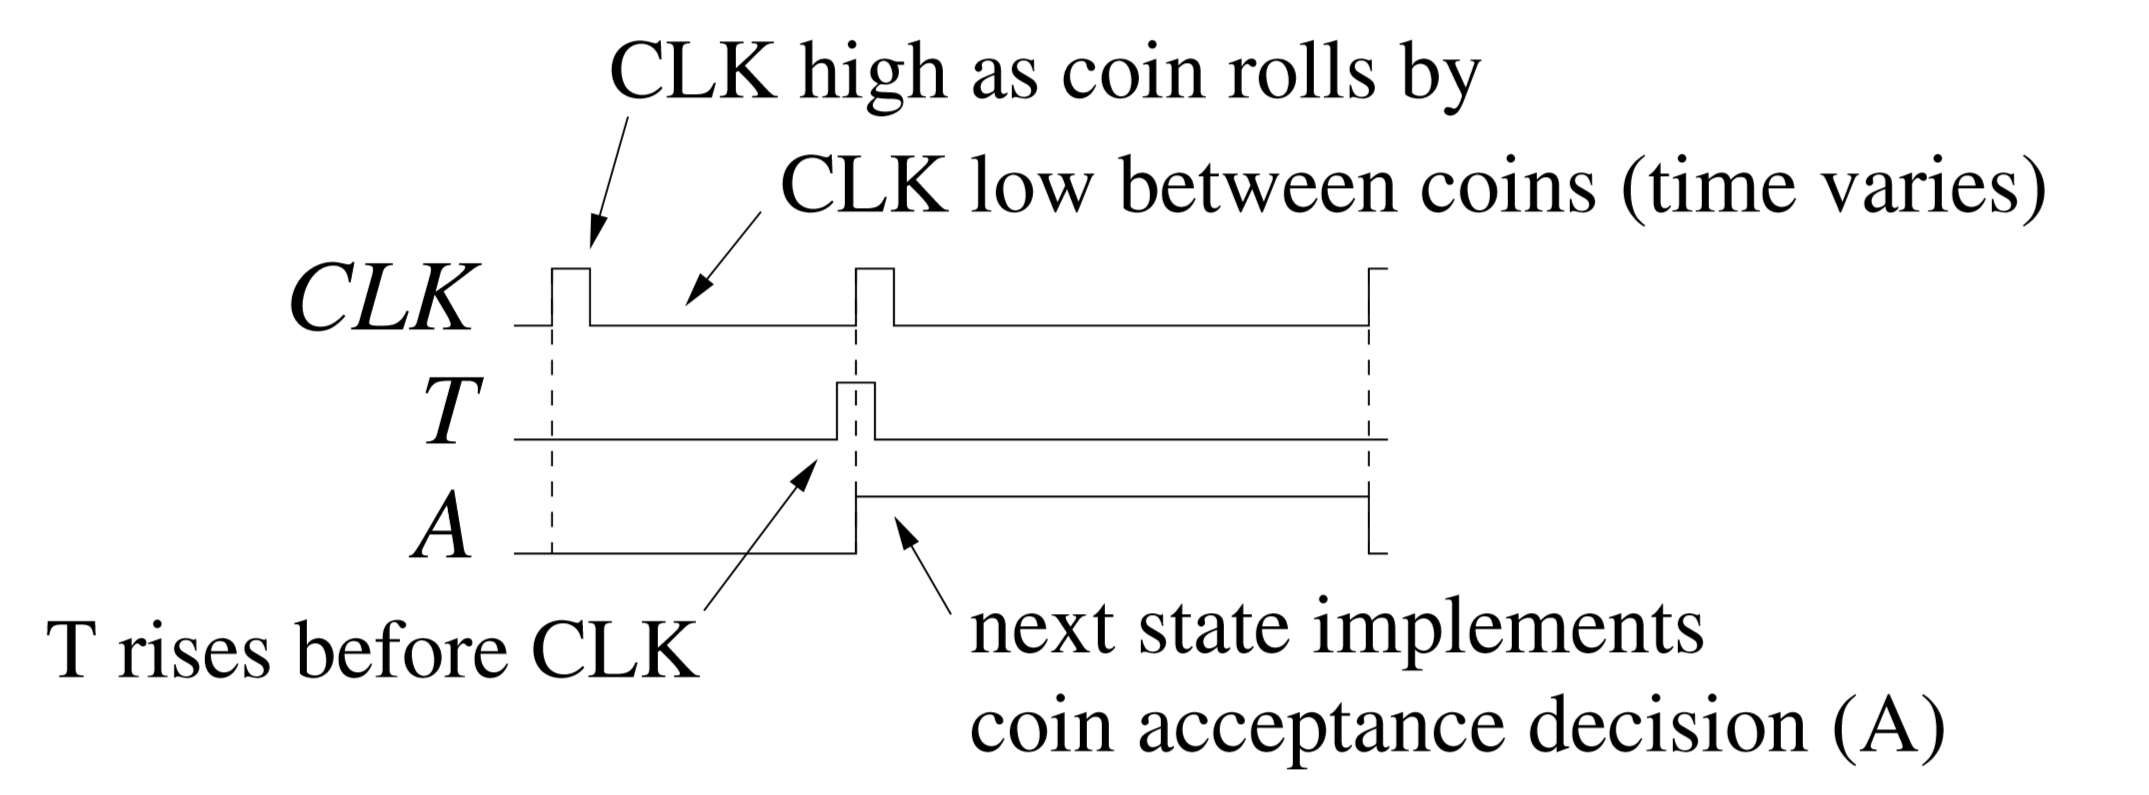 CLK high as coin rolls by
CLK low between coins (time varies)
CLK
T
A
T rises before CLK
next state implements
coin acceptance decision (A)